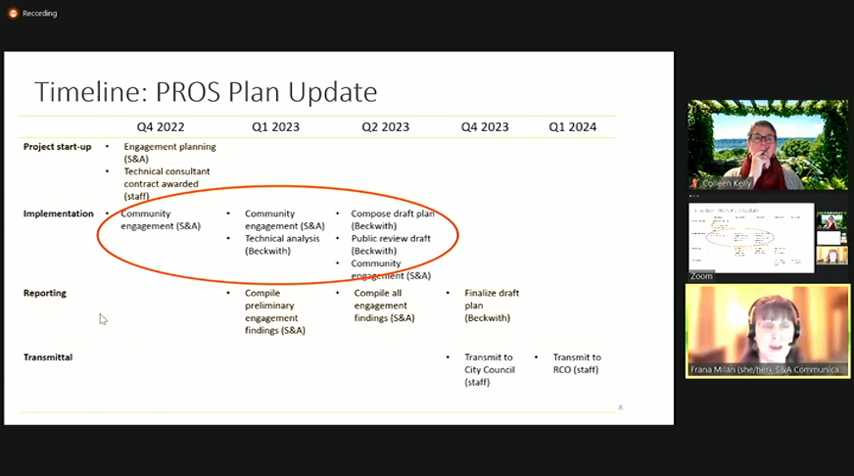 Recording
Timeline: PROS Plan Update
Q4 2022 Q1 2023 Q2 2023 Q4 2023 Q1 2024
Project start-up
• Engagement planning
(S&A)
• Technical consultant
contract awarded
(staff)
Implementation
• Community
engagement (S&A)
• Community
engagement (S&A)
• Technical analysis
(Beckwith)
• Compose draft plan
(Beckwith)
• Public review draft
(Beckwith)
• Community
engagement (S&A)
Reporting
• Compile
preliminary
engagement
findings (S&A)
• Compile all
engagement
findings (S&A)
• Finalize draft
plan
(Beckwith)
Transmittal
• Transmit to
City Council
(staff)
• Transmit to
RCO (staff)
8
Colleen Kelly
Zoom
Frana Milan (she/her), S&A Communica...